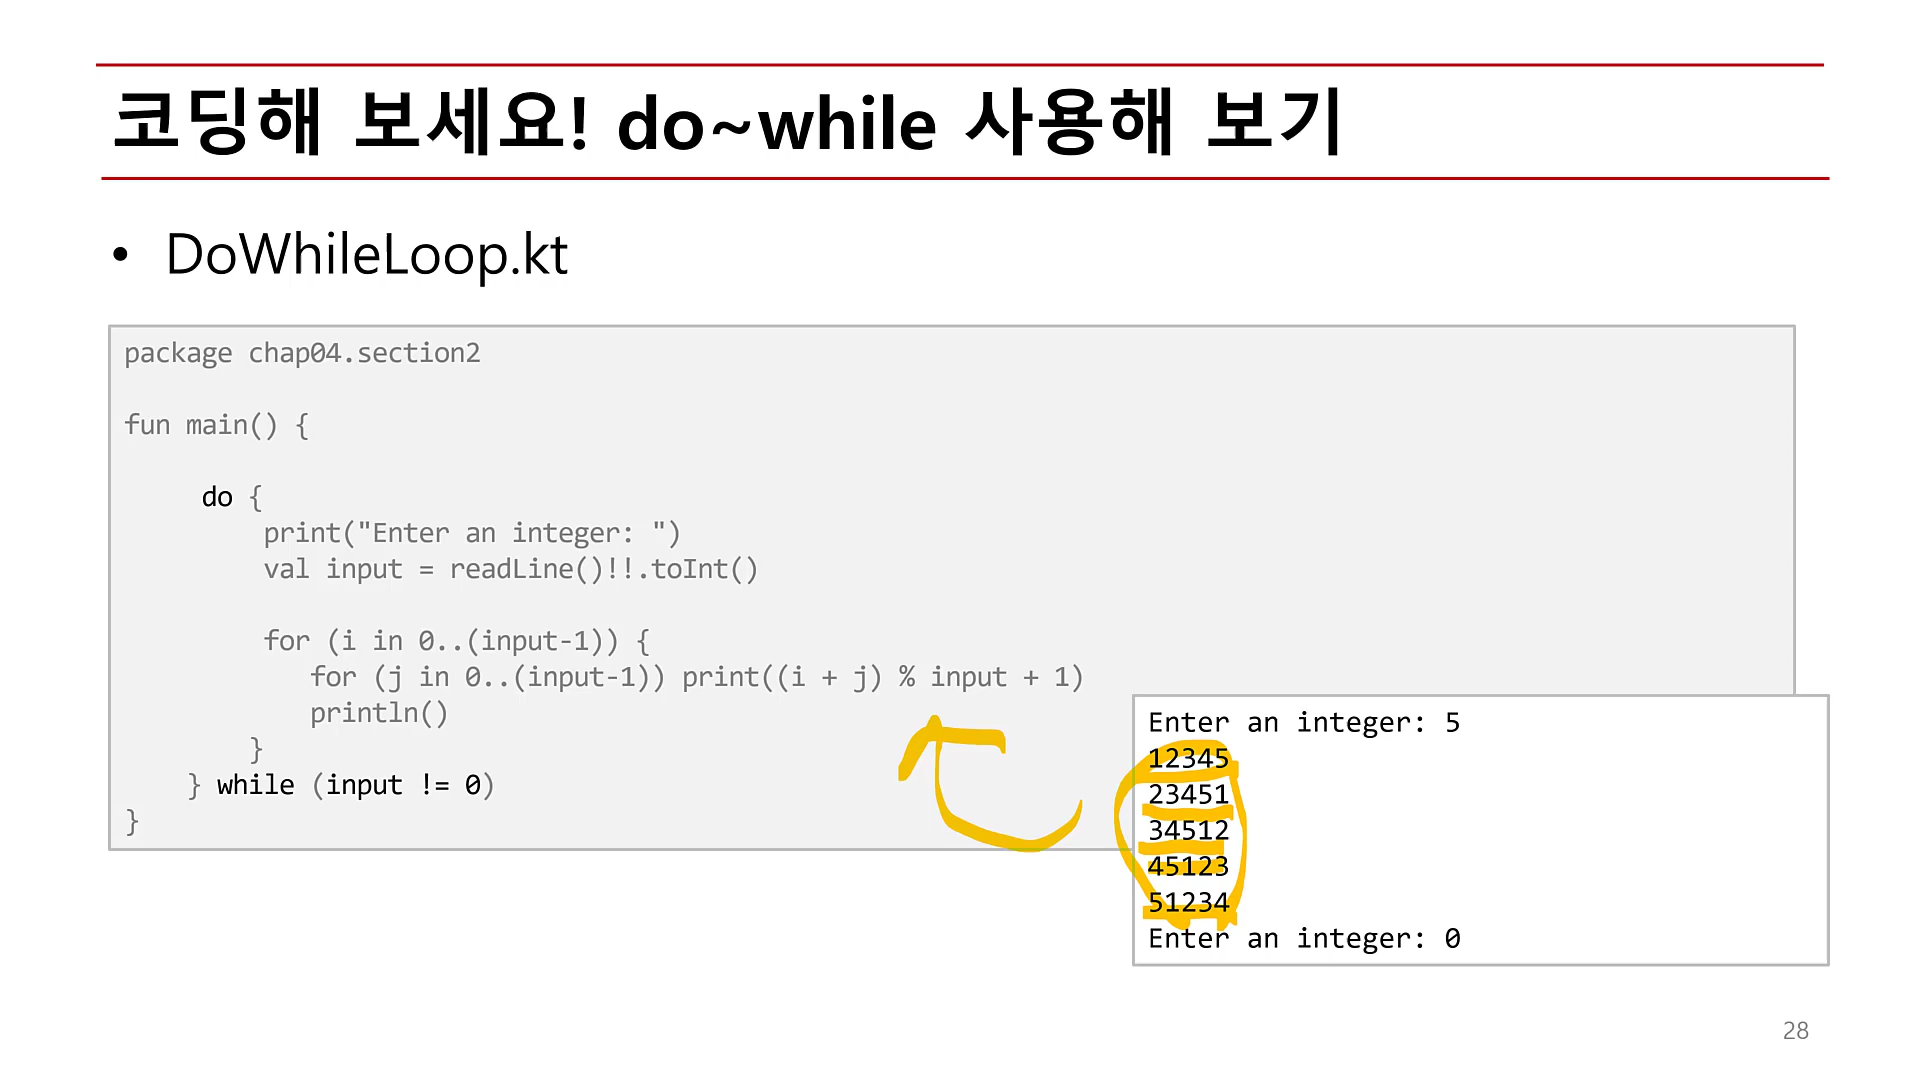 코딩해 보세요! do~while 사용해 보기
• DoWhileLoop.kt
package chap04.section2
fun main() {
do {
print("Enter an integer: ")
val input = readLine()!!.toInt()
for (i in 0..(input-1)) {
for (j in 0..(input-1)) print((i + j) % input + 1)
println()
}
} while (input != 0)
}
Enter an integer: 5
12345
23451
34512
45123
51234
Enter an integer: 0
28